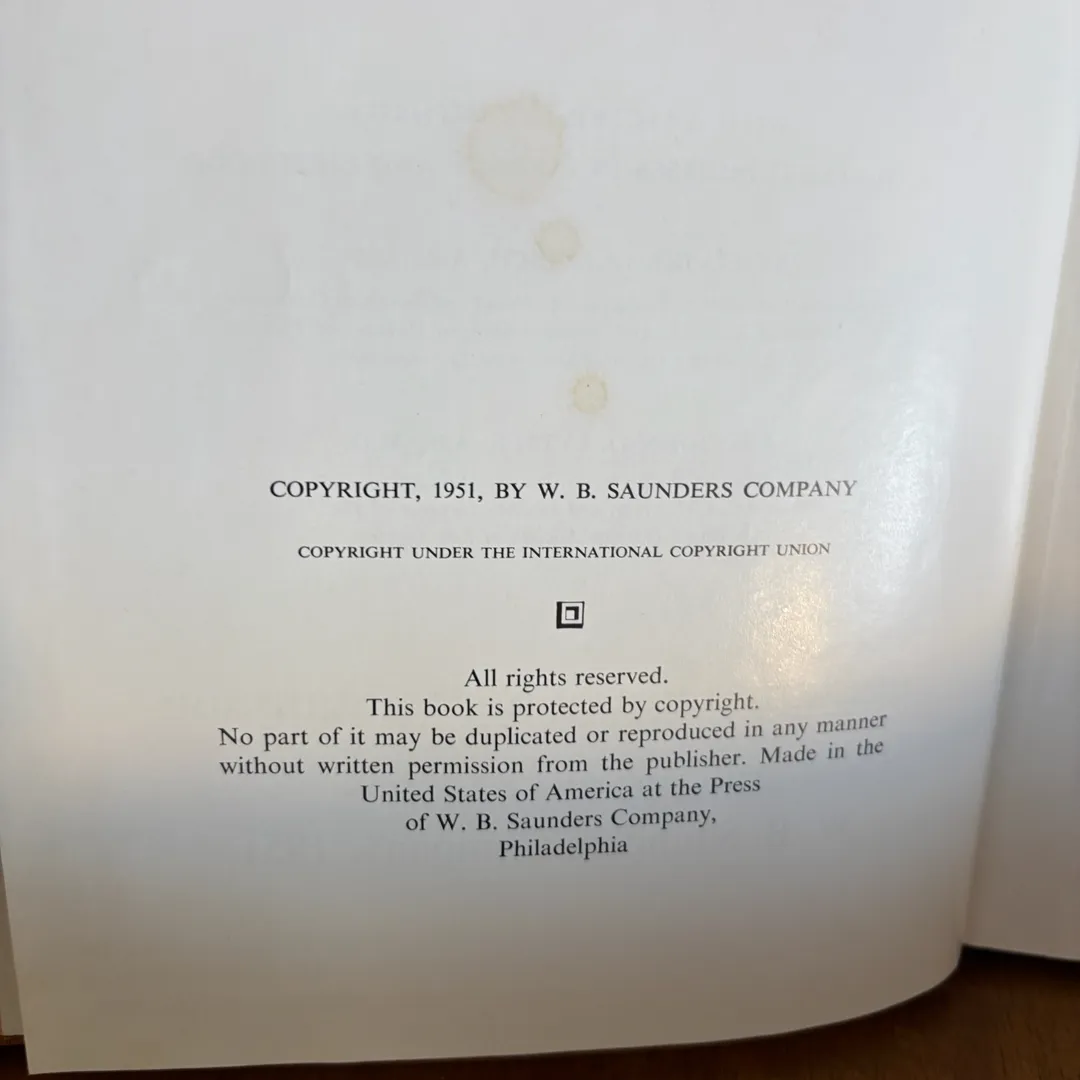 COPYRIGHT, 1951, BY W. B. SAUNDERS COMPANY
COPYRIGHT UNDER THE INTERNATIONAL COPYRIGHT UNION
All rights reserved.
This book is protected by copyright.
No part of it may be duplicated or reproduced in any manner
without written permission from the publisher. Made in the
United States of America at the Press
of W. B. Saunders Company,
Philadelphia